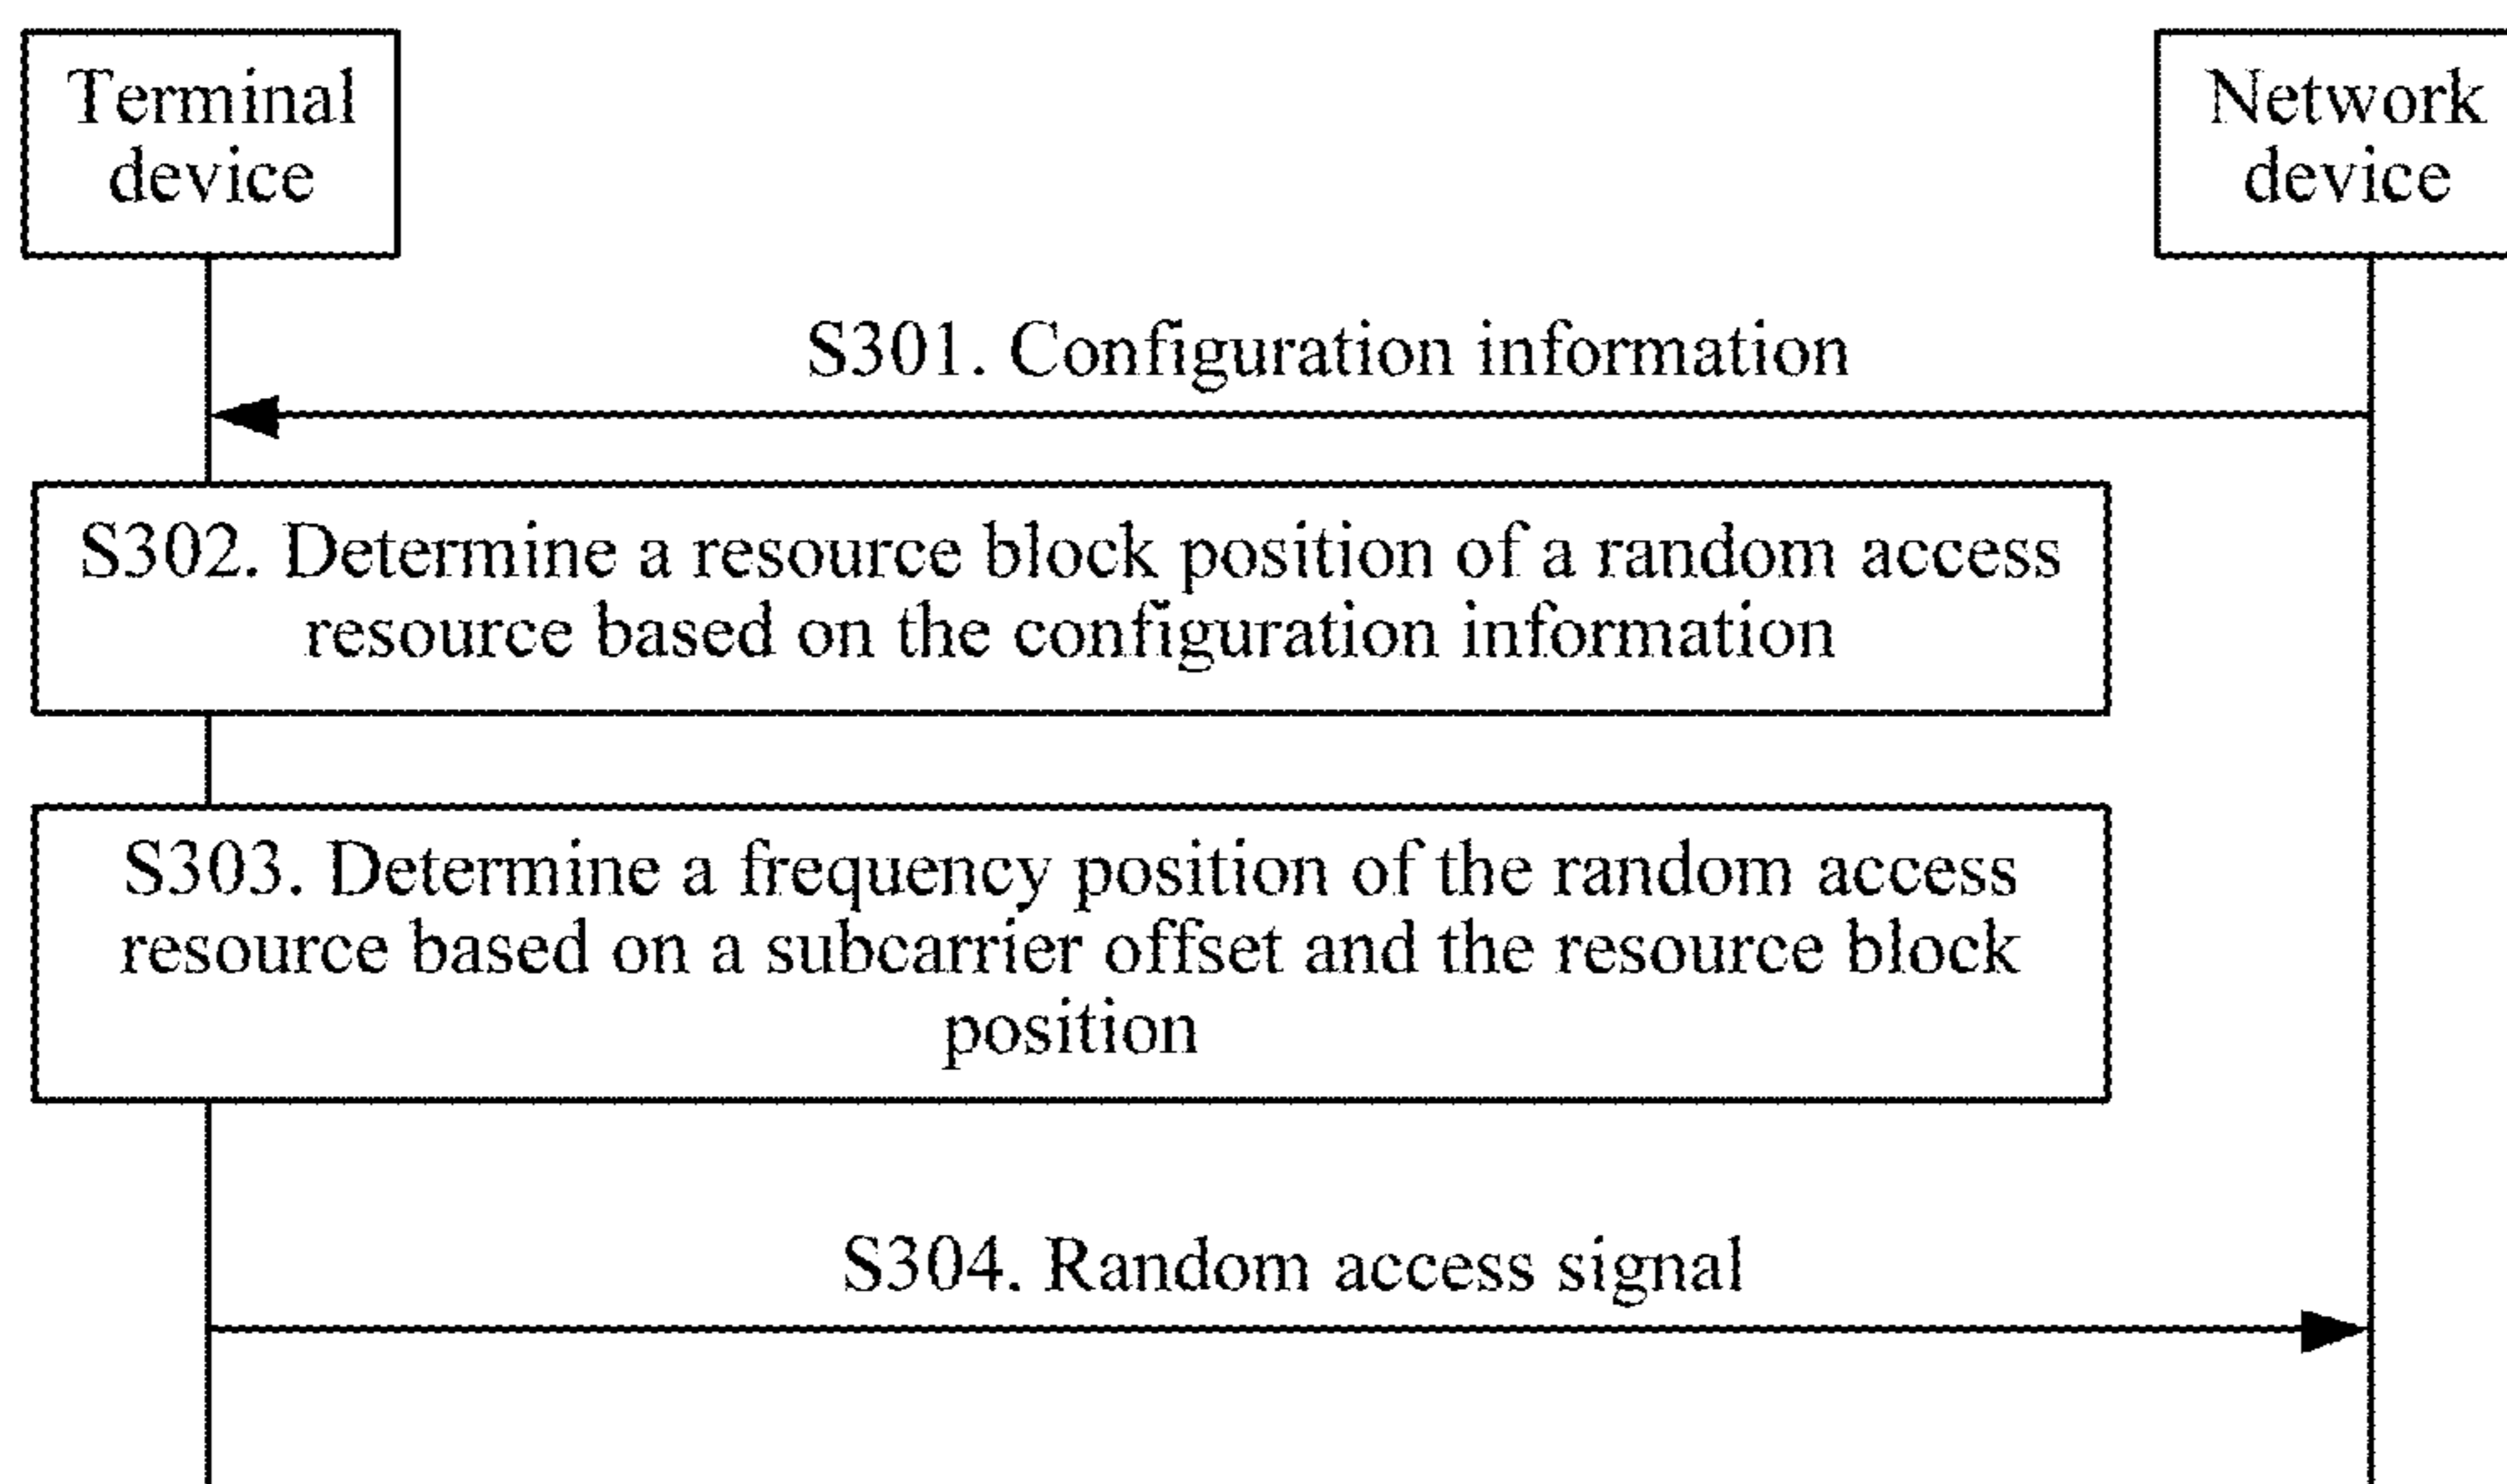 Terminal
device
Network
device
S301. Configuration information
S302. Determine a resource block position of a random access
resource based on the configuration information
S303. Determine a frequency position of the random access
resource based on a subcarrier offset and the resource block
position
S304. Random access signal